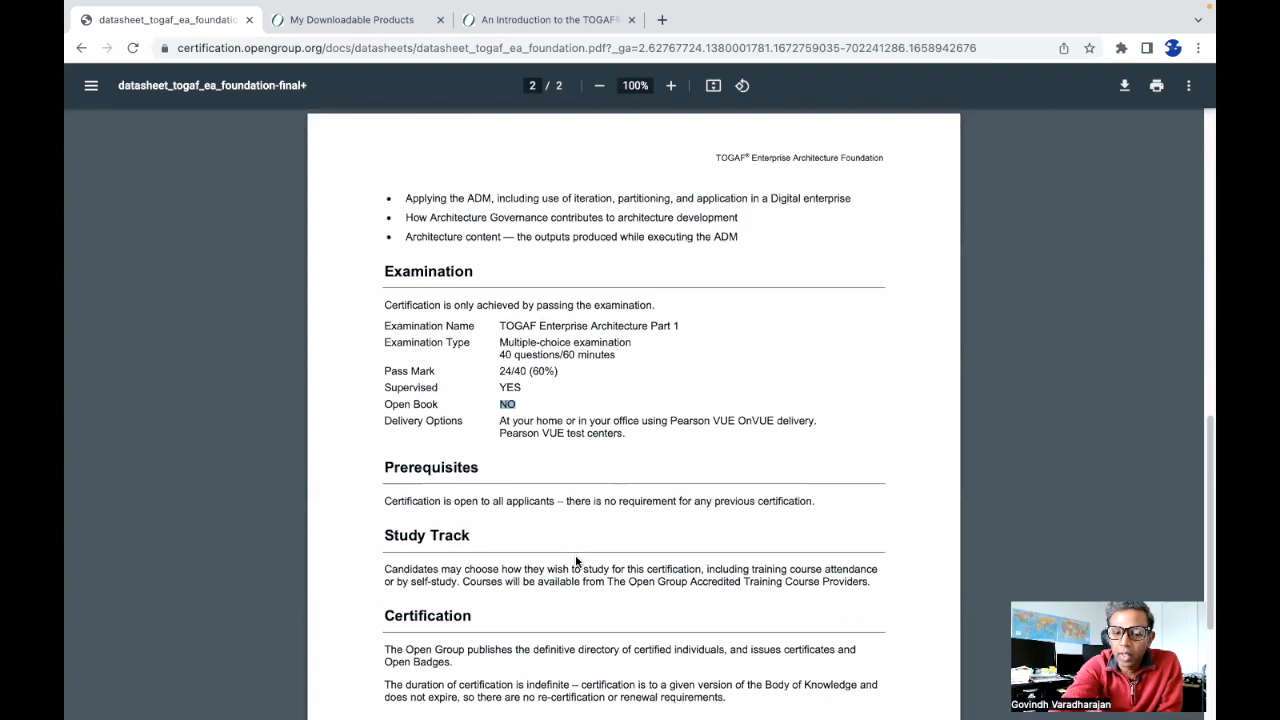 datasheet_togaf_ea_foundatio
My Downloadable Products
An Introduction to the TOGAF®
certification.opengroup.org/docs/datasheets/datasheet_togaf_ea_foundation.pdf?_ga=2.62767724.1380001781.1672759035-702241286.1658942676
datasheet_togaf_ea_foundation-final+
2 / 2
100%
TOGAF® Enterprise Architecture Foundation
• Applying the ADM, including use of iteration, partitioning, and application in a Digital enterprise
• How Architecture Governance contributes to architecture development
• Architecture content — the outputs produced while executing the ADM
Examination
Certification is only achieved by passing the examination.
Examination Name TOGAF Enterprise Architecture Part 1
Examination Type Multiple-choice examination
40 questions/60 minutes
Pass Mark 24/40 (60%)
Supervised YES
Open Book NO
Delivery Options At your home or in your office using Pearson VUE OnVUE delivery.
Pearson VUE test centers.
Prerequisites
Certification is open to all applicants – there is no requirement for any previous certification.
Study Track
Candidates may choose how they wish to study for this certification, including training course attendance
or by self-study. Courses will be available from The Open Group Accredited Training Course Providers.
Certification
The Open Group publishes the definitive directory of certified individuals, and issues certificates and
Open Badges.
The duration of certification is indefinite – certification is to a given version of the Body of Knowledge and
does not expire, so there are no re-certification or renewal requirements.
Govindh Varadharajan